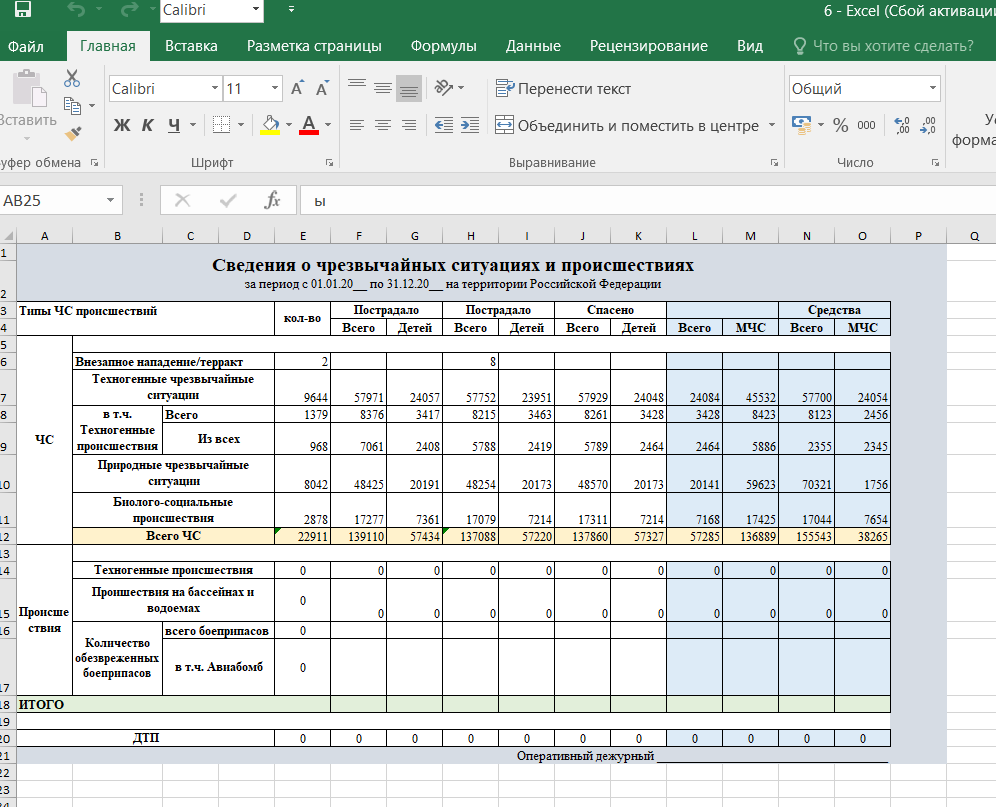 Calibri
6 - Excel (Сбой активаци
Файл Главная Вставка Разметка страницы Формулы Данные Рецензирование Вид Что вы хотите сделать?
Calibri 11 Перенести текст Общий
Вставить Ж К Ч А Объединить и поместить в центре % 000
форма
уфер обмена Шрифт Выравнивание Число
AB25 fx ы
A B C D E F G H I J K L M N O P Q
1 Сведения о чрезвычайных ситуациях и происшествиях
2 за период с 01.01.20__ по 31.12.20__ на территории Российской Федерации
3 Типы ЧС происшествий кол-во Пострадало Пострадало Спасено Средства
4 Всего Детей Всего Детей Всего Детей Всего МЧС Всего МЧС
5
6 Внезапное нападение/терракт 2 8
Техногенные чрезвычайные
7 ситуации 9644 57971 24057 57752 23951 57929 24048 24084 45532 57700 24054
8 в т.ч. Всего 1379 8376 3417 8215 3463 8261 3428 3428 8423 8123 2456
Техногенные
9 происшествия Из всех 968 7061 2408 5788 2419 5789 2464 2464 5886 2355 2345
ЧС
Природные чрезвычайные
10 ситуации 8042 48425 20191 48254 20173 48570 20173 20141 59623 70321 1756
Биолого-социальные
11 происшествия 2878 17277 7361 17079 7214 17311 7214 7168 17425 17044 7654
12 Всего ЧС 22911 139110 57434 137088 57220 137860 57327 57285 136889 155543 38265
13
14 Техногенные происшествия 0 0 0 0 0 0 0 0 0 0 0
Проишествия на бассейнах и
15 водоемах 0 0 0 0 0 0 0 0 0 0 0
Происше
ствия
16 всего боеприпасов 0
Количество
обезвреженных
боеприпасов
17 в т.ч. Авиабомб 0
18 ИТОГО
19
20 ДТП 0 0 0 0 0 0 0 0 0 0 0
21 Оперативный дежурный
22
23